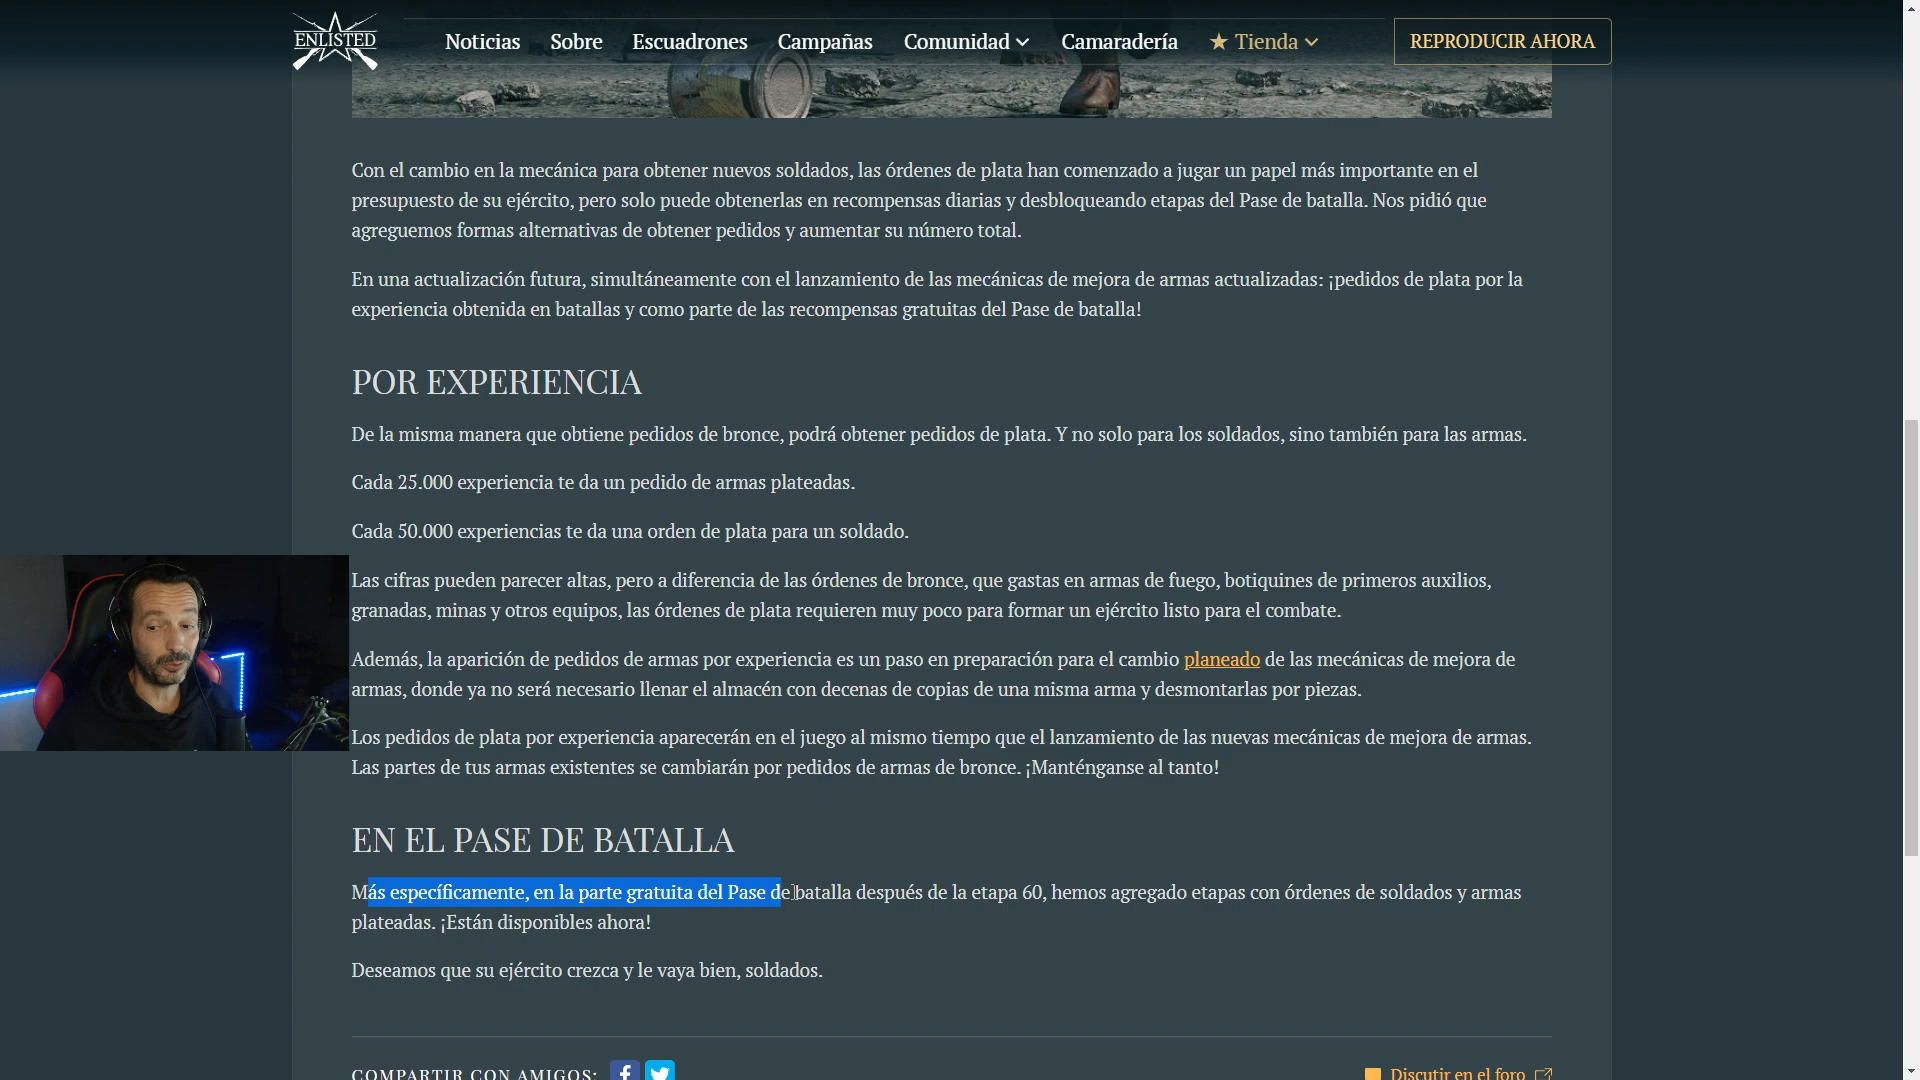 ENLISTED
Noticias Sobre Escuadrones Campañas Comunidad Camaradería ★ Tienda REPRODUCIR AHORA
Con el cambio en la mecánica para obtener nuevos soldados, las órdenes de plata han comenzado a jugar un papel más importante en el
presupuesto de su ejército, pero solo puede obtenerlas en recompensas diarias y desbloqueando etapas del Pase de batalla. Nos pidió que
agreguemos formas alternativas de obtener pedidos y aumentar su número total.
En una actualización futura, simultáneamente con el lanzamiento de las mecánicas de mejora de armas actualizadas: ¡pedidos de plata por la
experiencia obtenida en batallas y como parte de las recompensas gratuitas del Pase de batalla!
POR EXPERIENCIA
De la misma manera que obtiene pedidos de bronce, podrá obtener pedidos de plata. Y no solo para los soldados, sino también para las armas.
Cada 25.000 experiencia te da un pedido de armas plateadas.
Cada 50.000 experiencias te da una orden de plata para un soldado.
Las cifras pueden parecer altas, pero a diferencia de las órdenes de bronce, que gastas en armas de fuego, botiquines de primeros auxilios,
granadas, minas y otros equipos, las órdenes de plata requieren muy poco para formar un ejército listo para el combate.
Además, la aparición de pedidos de armas por experiencia es un paso en preparación para el cambio planeado de las mecánicas de mejora de
armas, donde ya no será necesario llenar el almacén con decenas de copias de una misma arma y desmontarlas por piezas.
Los pedidos de plata por experiencia aparecerán en el juego al mismo tiempo que el lanzamiento de las nuevas mecánicas de mejora de armas.
Las partes de tus armas existentes se cambiarán por pedidos de armas de bronce. ¡Manténganse al tanto!
EN EL PASE DE BATALLA
Más específicamente, en la parte gratuita del Pase de batalla después de la etapa 60, hemos agregado etapas con órdenes de soldados y armas
plateadas. ¡Están disponibles ahora!
Deseamos que su ejército crezca y le vaya bien, soldados.
COMPARTIR CON AMIGOS: Discutir en el foro